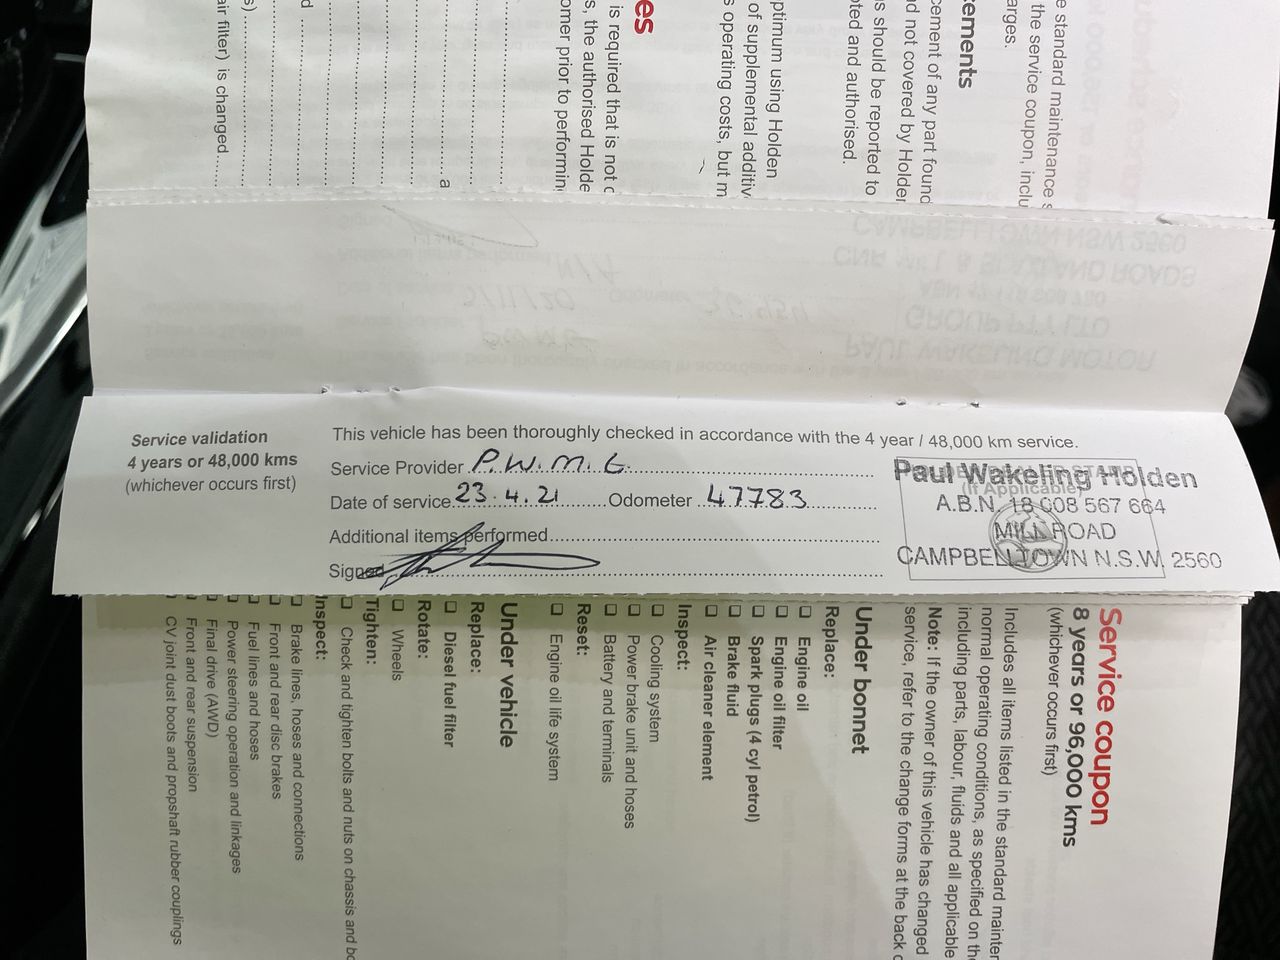 e standard maintenance s
the service coupon, inclu
arges.
cements
cement of any part found
d not covered by Holden
s should be reported to
ted and authorised.
ptimum using Holden
of supplemental additiv
s operating costs, but m
es
is required that is not c
s, the authorised Holde
omer prior to performin
a
air filter) is changed
Service validation
4 years or 48,000 kms
(whichever occurs first)
This vehicle has been thoroughly checked in accordance with the 4 year / 48,000 km service.
Service Provider P.W.M.G.
Date of service 23.4.21 Odometer 47783
Additional items performed
Signed
(If Applicable)
Paul Wakeling Holden
A.B.N. 18 008 567 664
MILL ROAD
CAMPBELLTOWN N.S.W. 2560
Service coupon
8 years or 96,000 kms
(whichever occurs first)
Includes all items listed in the standard mainter
normal operating conditions, as specified on th
including parts, labour, fluids and all applicable
Note: If the owner of this vehicle has changed
service, refer to the change forms at the back o
Under bonnet
Replace:
Engine oil
Engine oil filter
Spark plugs (4 cyl petrol)
Brake fluid
Air cleaner element
Inspect:
Cooling system
Power brake unit and hoses
Battery and terminals
Reset:
Engine oil life system
Under vehicle
Replace:
Diesel fuel filter
Rotate:
Wheels
Tighten:
Check and tighten bolts and nuts on chassis and bo
Inspect:
Brake lines, hoses and connections
Front and rear disc brakes
Fuel lines and hoses
Power steering operation and linkages
Final drive (AWD)
Front and rear suspension
CV joint dust boots and propshaft rubber couplings